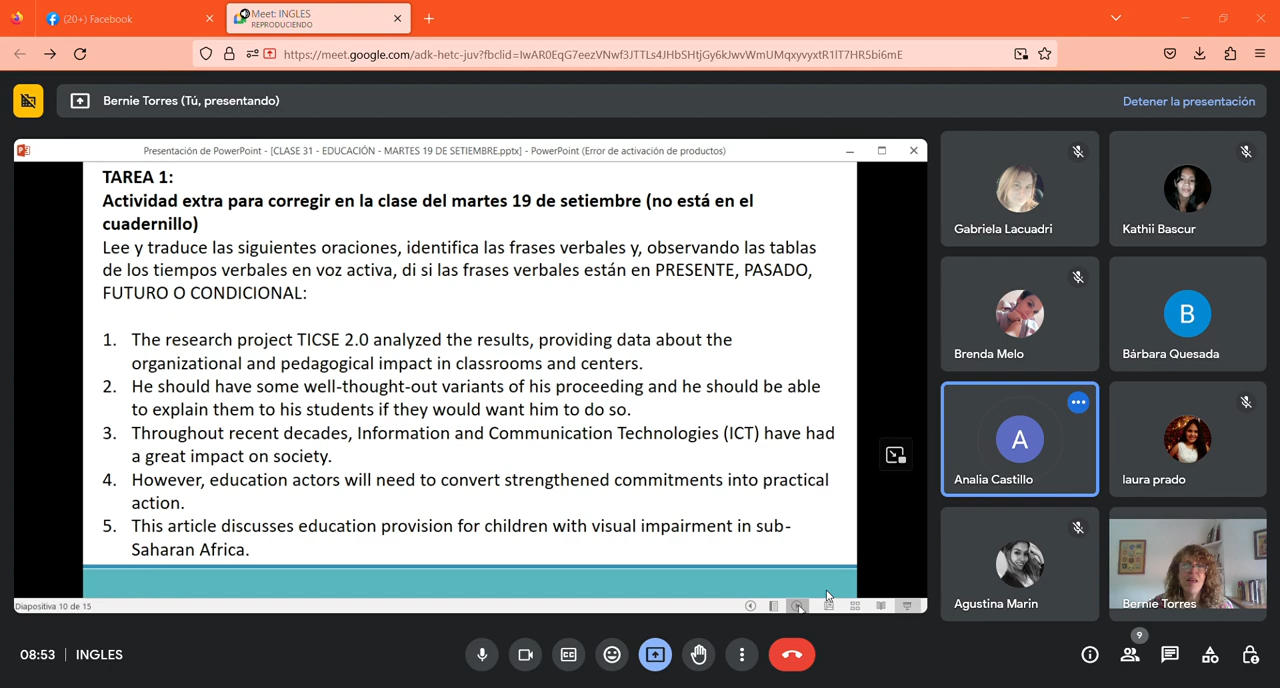 (20+) Facebook
Meet: INGLES
REPRODUCIENDO
https://meet.google.com/adk-hetc-juv?fbclid=IwAR0EqG7eezVNwf3JTTLs4JHbSHtjGy6kJwvWmUMqxyvyxtR1lT7HR5bi6mE
Bernie Torres (Tú, presentando)
Detener la presentación
Presentación de PowerPoint - [CLASE 31 - EDUCACIÓN - MARTES 19 DE SETIEMBRE.pptx] - PowerPoint (Error de activación de productos)
TAREA 1:
Actividad extra para corregir en la clase del martes 19 de setiembre (no está en el
cuadernillo)
Lee y traduce las siguientes oraciones, identifica las frases verbales y, observando las tablas
de los tiempos verbales en voz activa, di si las frases verbales están en PRESENTE, PASADO,
FUTURO O CONDICIONAL:
1. The research project TICSE 2.0 analyzed the results, providing data about the
organizational and pedagogical impact in classrooms and centers.
2. He should have some well-thought-out variants of his proceeding and he should be able
to explain them to his students if they would want him to do so.
3. Throughout recent decades, Information and Communication Technologies (ICT) have had
a great impact on society.
4. However, education actors will need to convert strengthened commitments into practical
action.
5. This article discusses education provision for children with visual impairment in sub-
Saharan Africa.
Diapositiva 10 de 15
Gabriela Lacuadri
Kathii Bascur
Brenda Melo
B
Bárbara Quesada
A
Analia Castillo
laura prado
Agustina Marin
Bernie Torres
08:53 | INGLES
9